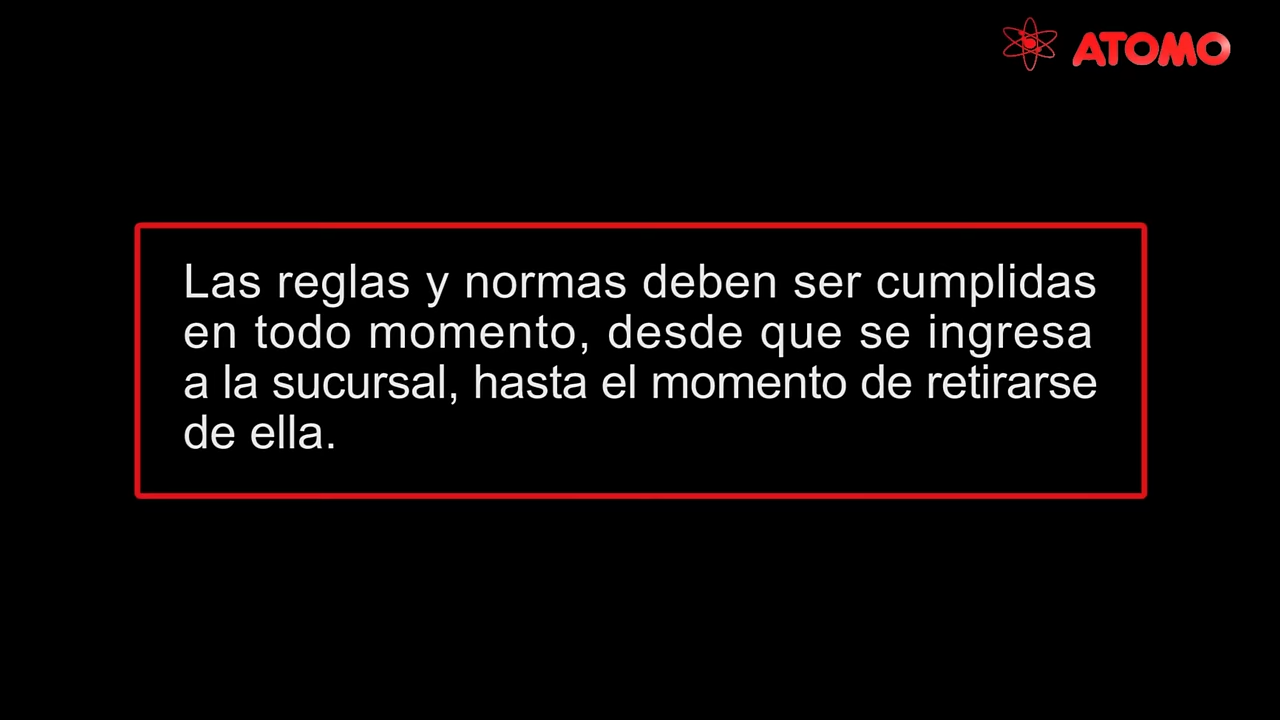 ATOMO
Las reglas y normas deben ser cumplidas
en todo momento, desde que se ingresa
a la sucursal, hasta el momento de retirarse
de ella.